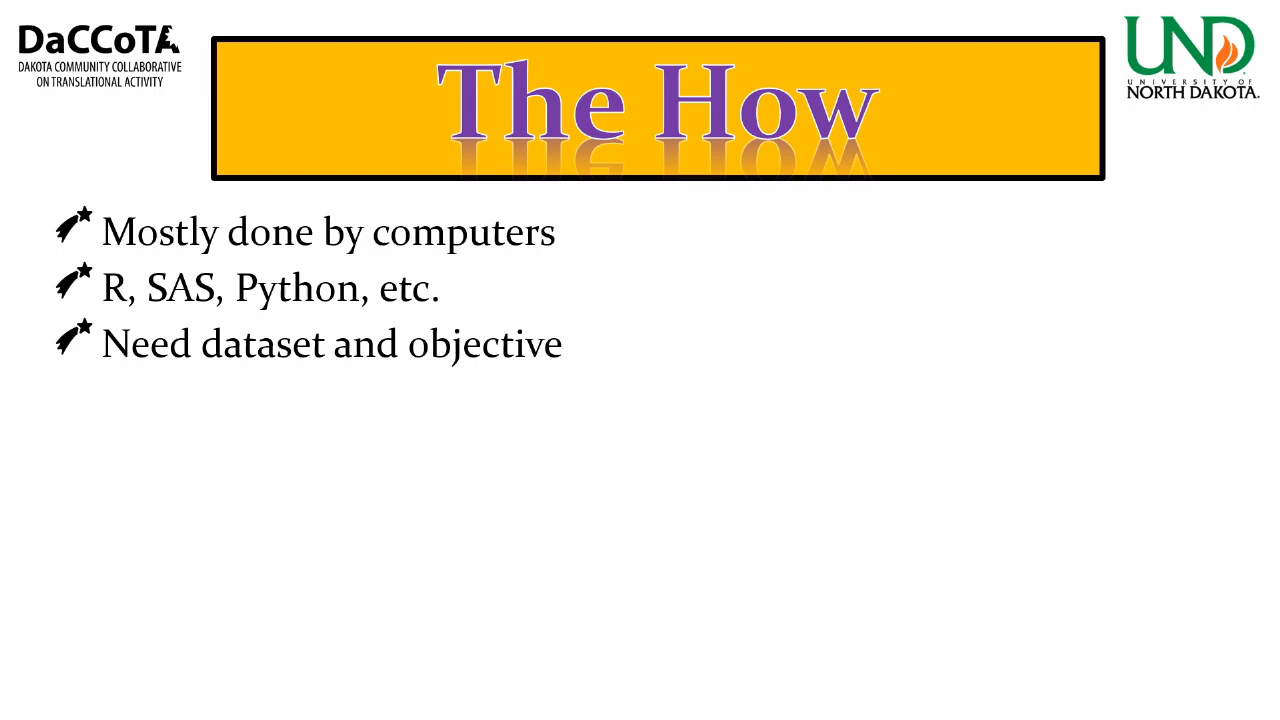 DaCCoTA
DAKOTA COMMUNITY COLLABORATIVE
ON TRANSLATIONAL ACTIVITY
The How
UND
UNIVERSITY OF
NORTH DAKOTA.
Mostly done by computers
R, SAS, Python, etc.
Need dataset and objective